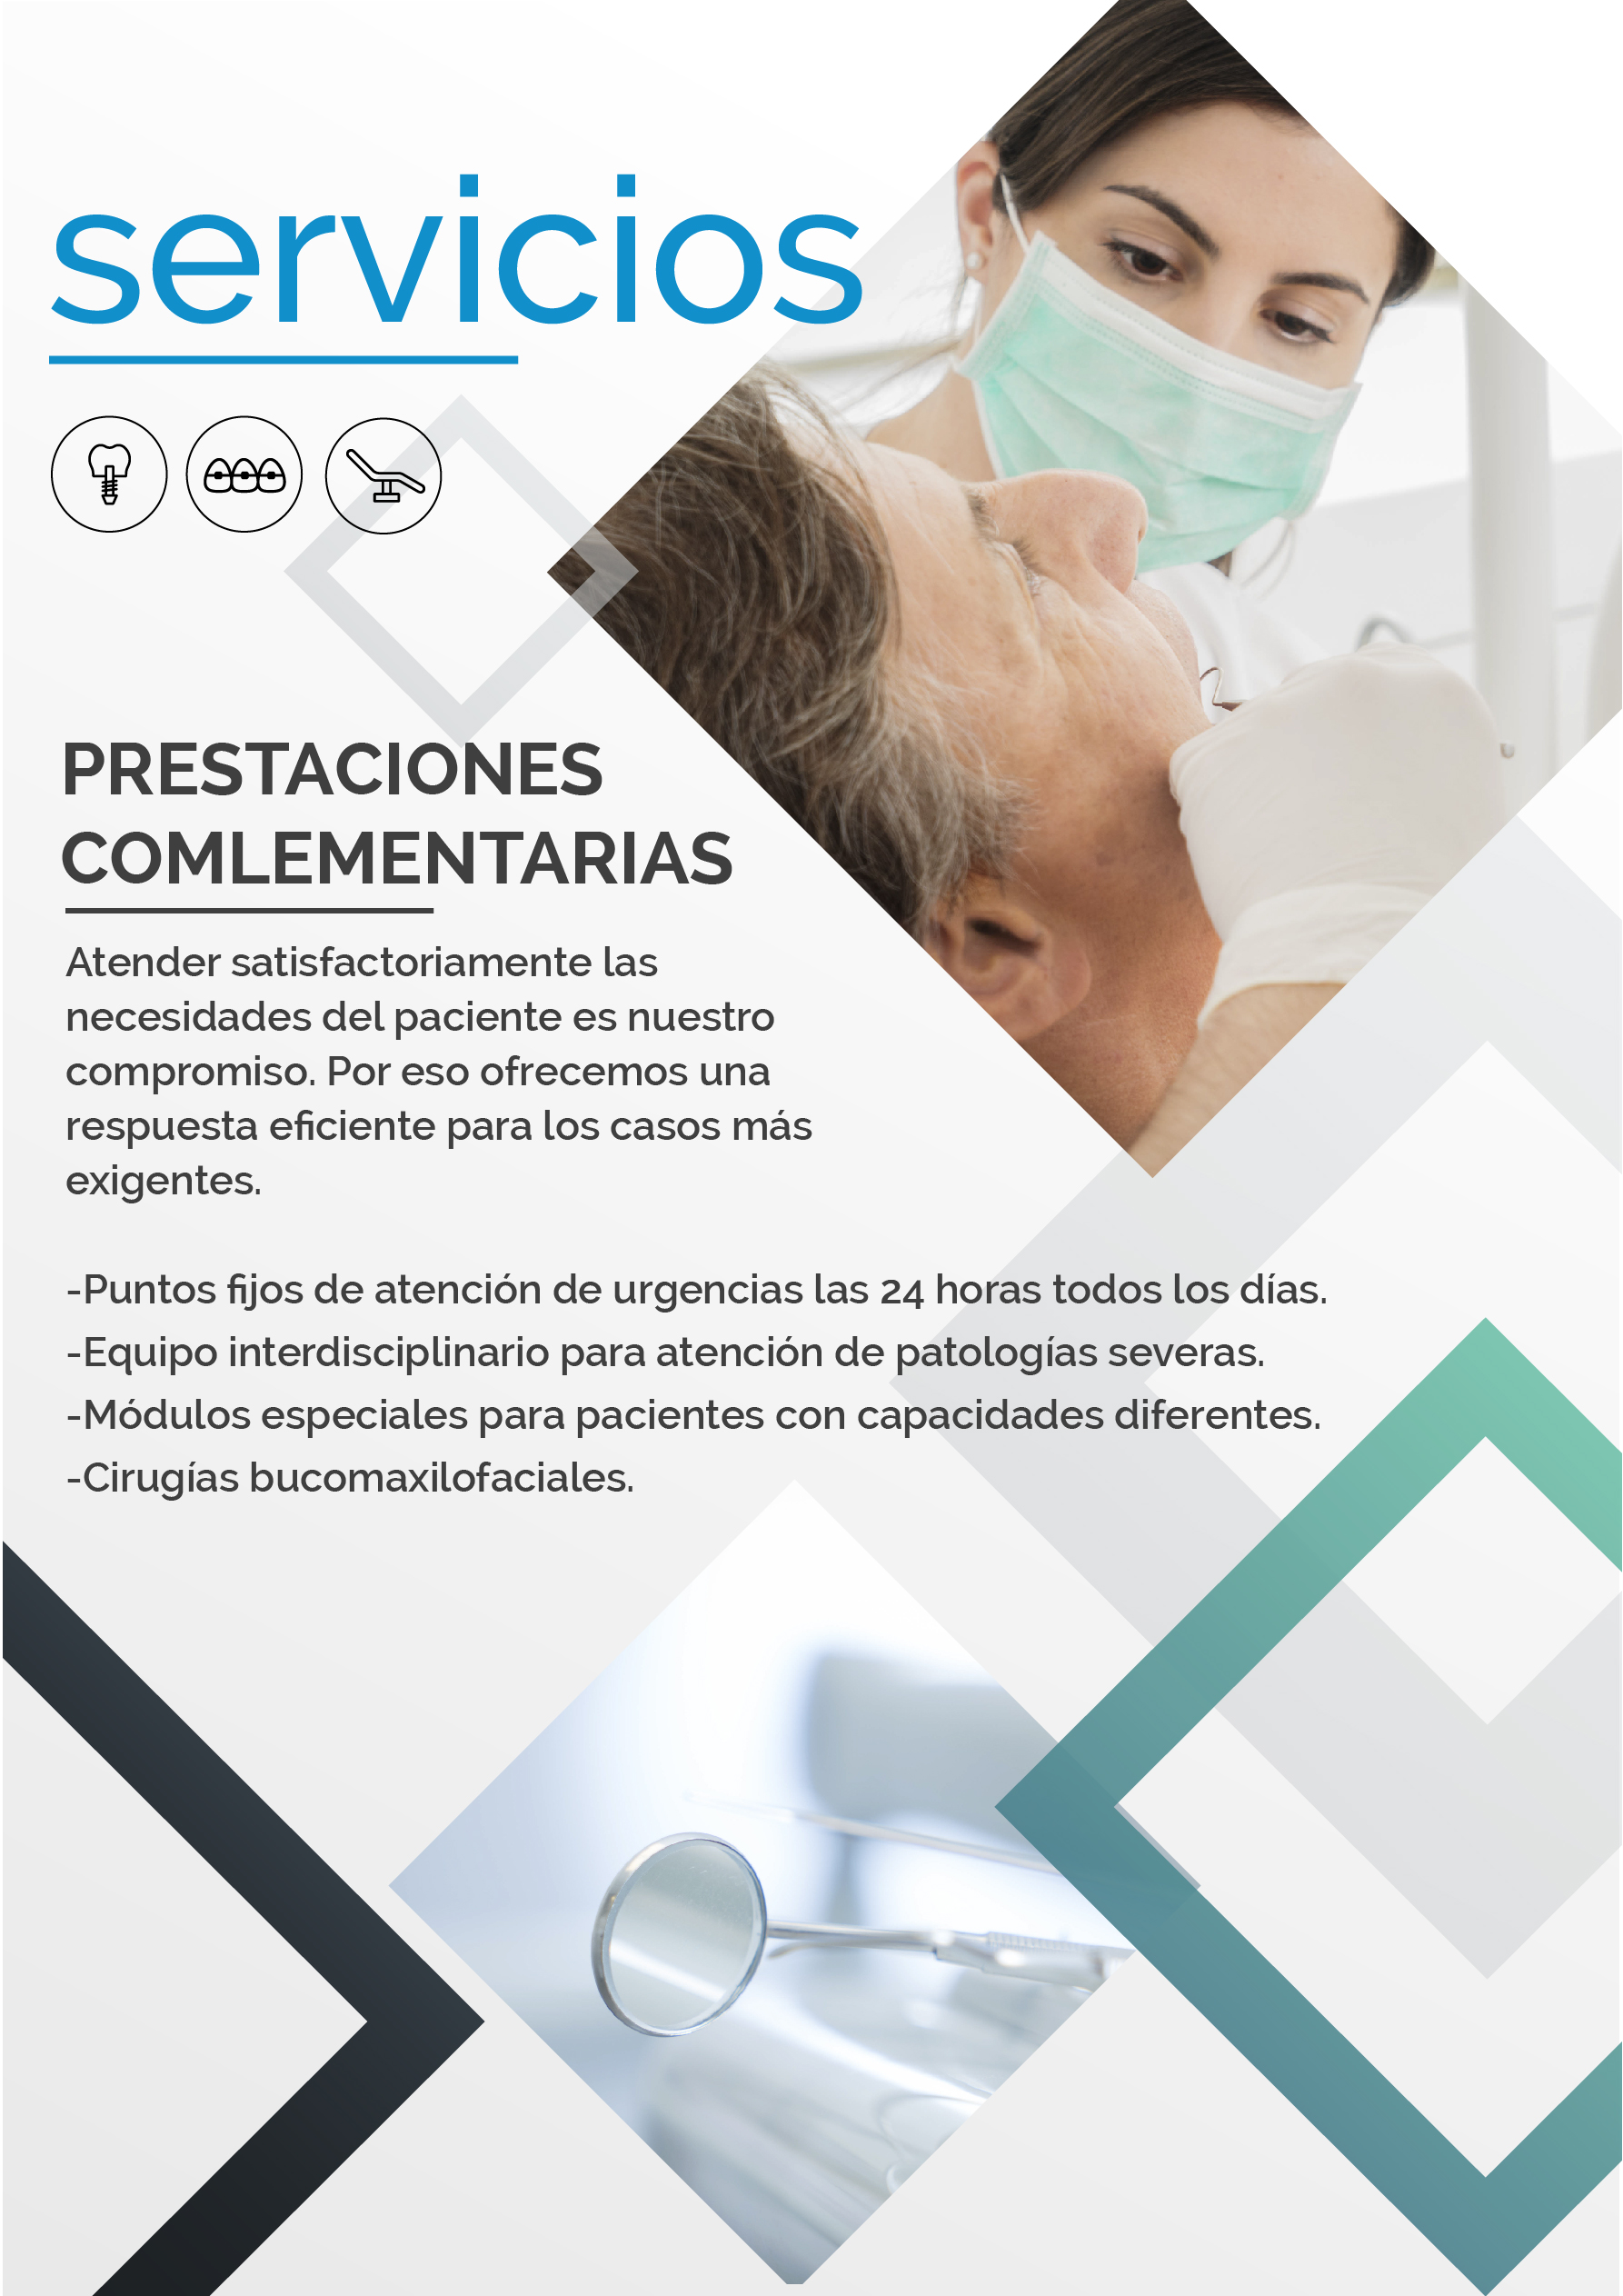 servicios
PRESTACIONES
COMLEMENTARIAS
Atender satisfactoriamente las
necesidades del paciente es nuestro
compromiso. Por eso ofrecemos una
respuesta eficiente para los casos más
exigentes.
-Puntos fijos de atención de urgencias las 24 horas todos los días.
-Equipo interdisciplinario para atención de patologías severas.
-Módulos especiales para pacientes con capacidades diferentes.
-Cirugías bucomaxilofaciales.